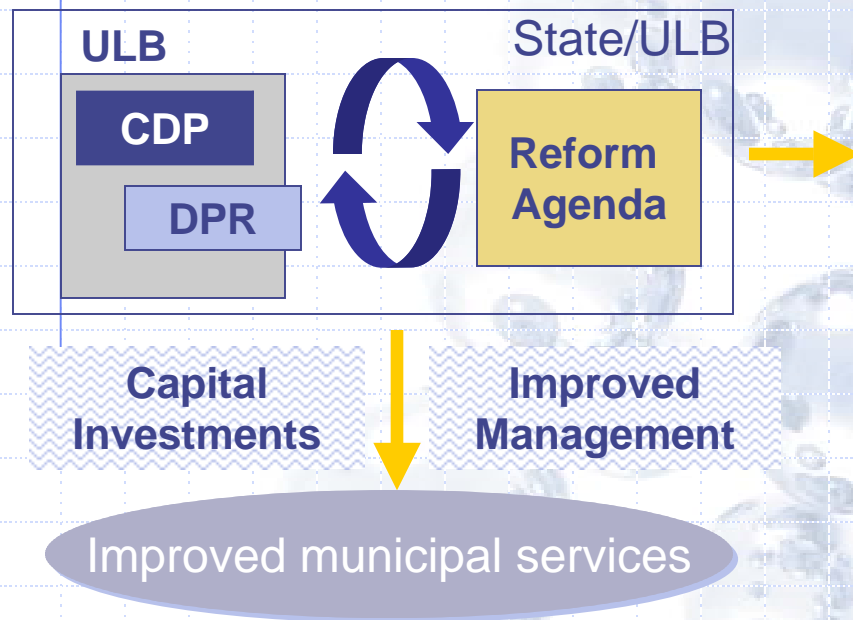 ULB
State/ULB
CDP
DPR
Reform
Agenda
Capital
Investments
Improved
Management
Improved municipal services